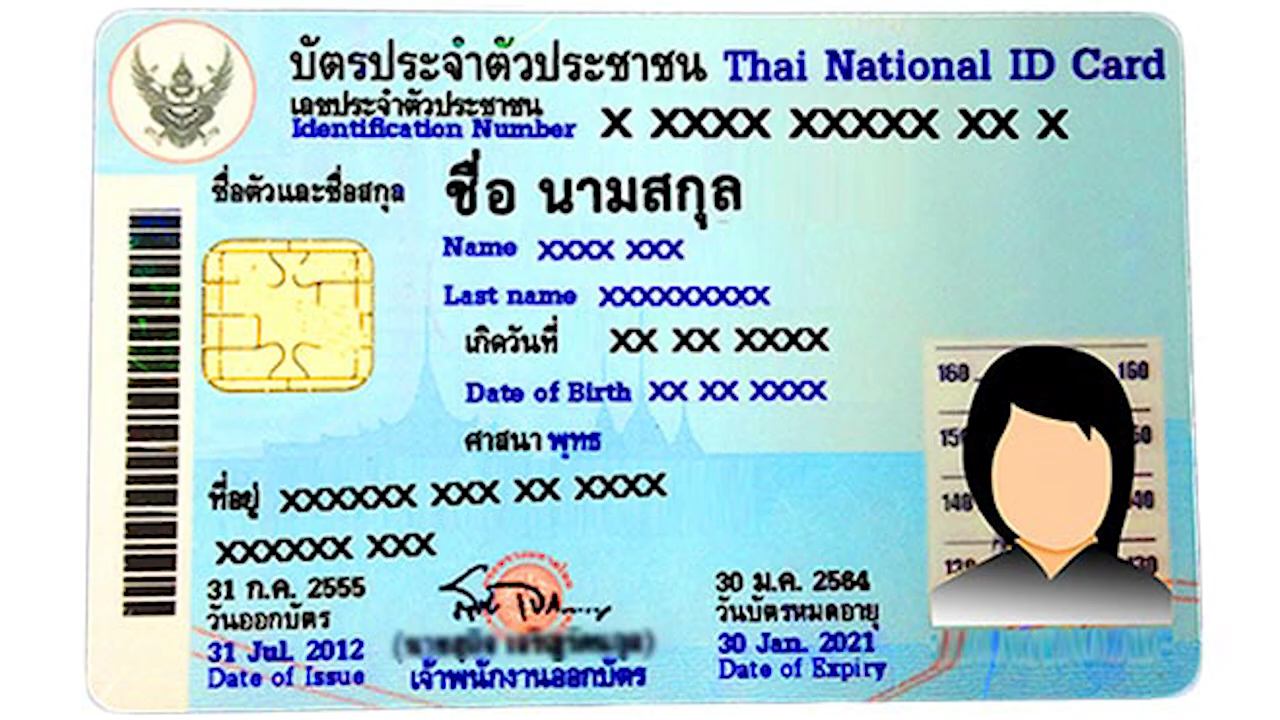 บัตรประจำตัวประชาชน Thai National ID Card
เลขประจำตัวประชาชน
Identification Number X XXXX XXXXX XX X
ชื่อตัวและชื่อสกุล ชื่อ นามสกุล
Name XXXX XXX
Last name XXXXXXXXXX
เกิดวันที่ XX XX XXXX
Date of Birth XX XX XXXX
ศาสนา พุทธ
ที่อยู่ XXXXXX XXX XX XXXX
XXXXXX XXX
160 160
150 50
140 40
31 ก.ค. 2555
วันออกบัตร
31 Jul. 2012
Date of Issue
เจ้าพนักงานออกบัตร
30 ม.ค. 2564
วันบัตรหมดอายุ
30 Jan. 2021
Date of Expiry